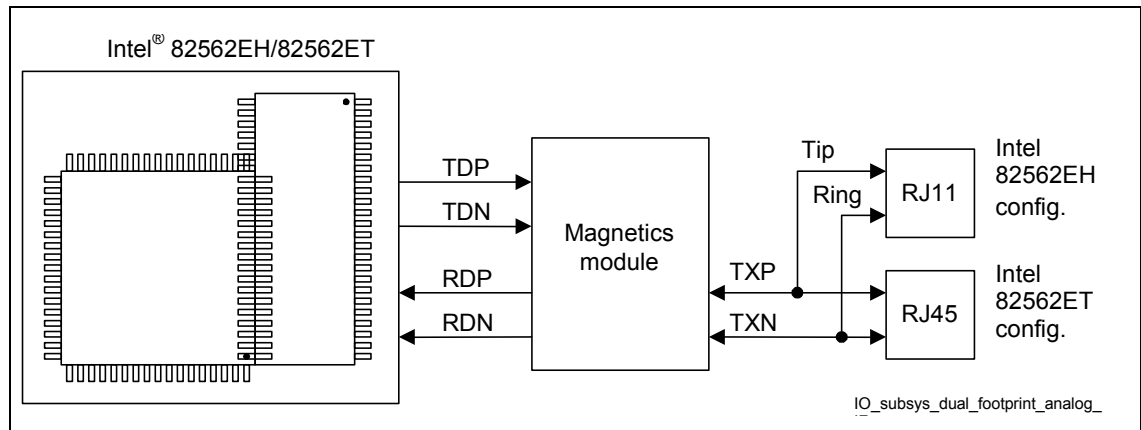 Intel® 82562EH/82562ET
TDP
TDN
RDP
RDN
Magnetics
module
TXP
TXN
Tip
Ring
RJ11
Intel
82562EH
config.
RJ45
Intel
82562ET
config.
IO_subsys_dual_footprint_analog_